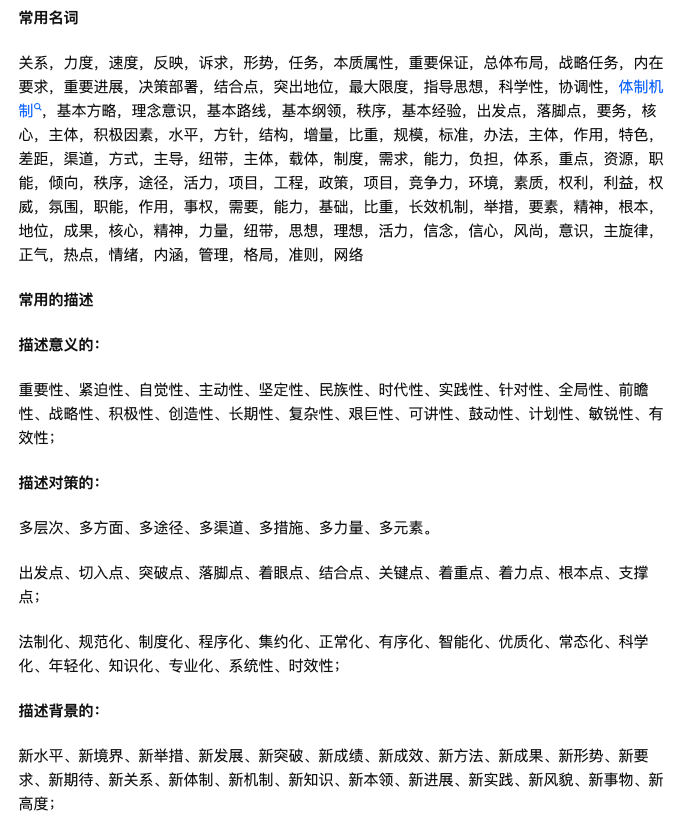 常用名词
关系，力度，速度，反映，诉求，形势，任务，本质属性，重要保证，总体布局，战略任务，内在
要求，重要进展，决策部署，结合点，突出地位，最大限度，指导思想，科学性，协调性，体制机
制，基本方略，理念意识，基本路线，基本纲领，秩序，基本经验，出发点，落脚点，要务，核
心，主体，积极因素，水平，方针，结构，增量，比重，规模，标准，办法，主体，作用，特色，
差距，渠道，方式，主导，纽带，主体，载体，制度，需求，能力，负担，体系，重点，资源，职
能，倾向，秩序，途径，活力，项目，工程，政策，项目，竞争力，环境，素质，权利，利益，权
威，氛围，职能，作用，事权，需要，能力，基础，比重，长效机制，举措，要素，精神，根本，
地位，成果，核心，精神，力量，纽带，思想，理想，活力，信念，信心，风尚，意识，主旋律，
正气，热点，情绪，内涵，管理，格局，准则，网络
常用的描述
描述意义的：
重要性、紧迫性、自觉性、主动性、坚定性、民族性、时代性、实践性、针对性、全局性、前瞻
性、战略性、积极性、创造性、长期性、复杂性、艰巨性、可讲性、鼓动性、计划性、敏锐性、有
效性；
描述对策的：
多层次、多方面、多途径、多渠道、多措施、多力量、多元素。
出发点、切入点、突破点、落脚点、着眼点、结合点、关键点、着重点、着力点、根本点、支撑
点；
法制化、规范化、制度化、程序化、集约化、正常化、有序化、智能化、优质化、常态化、科学
化、年轻化、知识化、专业化、系统性、时效性；
描述背景的：
新水平、新境界、新举措、新发展、新突破、新成绩、新成效、新方法、新成果、新形势、新要
求、新期待、新关系、新体制、新机制、新知识、新本领、新进展、新实践、新风貌、新事物、新
高度；